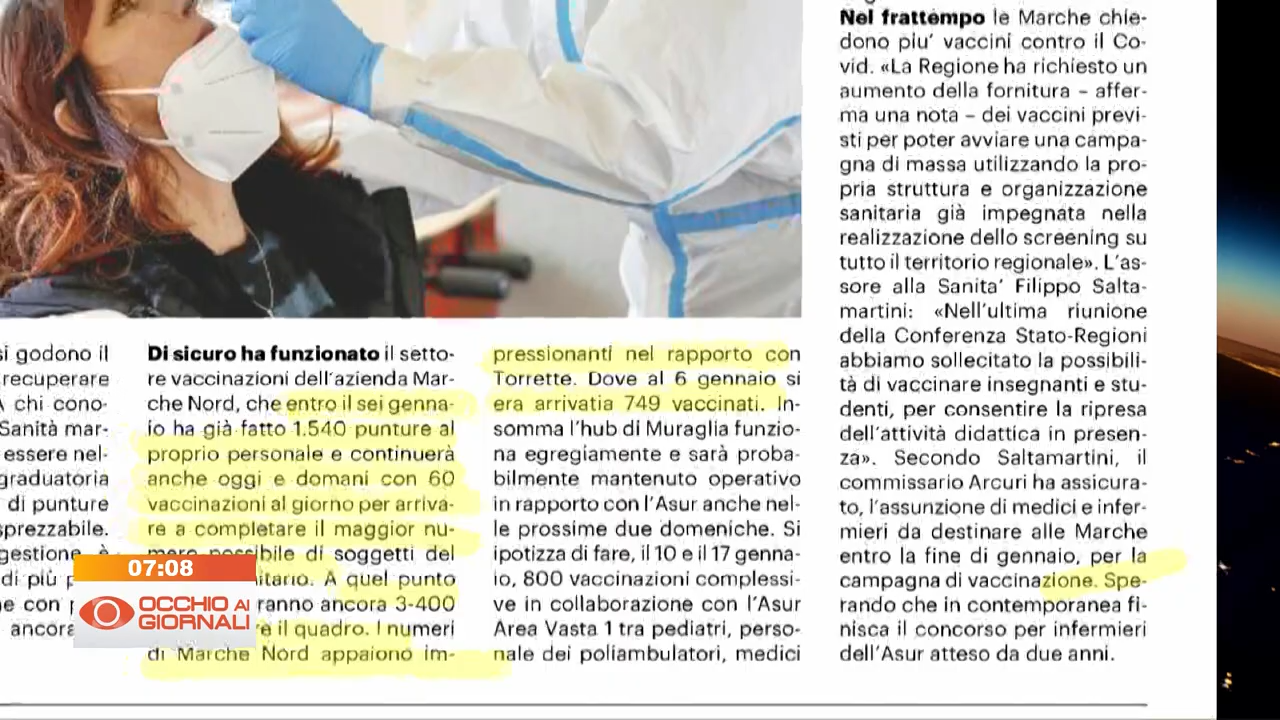 si godono il
recuperare
A chi cono-
Sanità mar-
essere nel-
graduatoria
di punture
sprezzabile.
gestione, è
di più
e con
ancora
Di sicuro ha funzionato il setto-
re vaccinazioni dell'azienda Mar-
che Nord, che entro il sei genna-
io ha già fatto 1.540 punture al
proprio personale e continuerà
anche oggi e domani con 60
vaccinazioni al giorno per arriva-
re a completare il maggior nu-
mero possibile di soggetti del
nitario. A quel punto
ranno ancora 3-400
re il quadro. I numeri
di Marche Nord appaiono im-
pressionanti nel rapporto con
Torrette. Dove al 6 gennaio si
era arrivatia 749 vaccinati. In-
somma l'hub di Muraglia funzio-
na egregiamente e sarà proba-
bilmente mantenuto operativo
in rapporto con l'Asur anche nel-
le prossime due domeniche. Si
ipotizza di fare, il 10 e il 17 genna-
io, 800 vaccinazioni complessi-
ve in collaborazione con l'Asur
Area Vasta 1 tra pediatri, perso-
nale dei poliambulatori, medici
Nel frattempo le Marche chie-
dono piu' vaccini contro il Co-
vid. «La Regione ha richiesto un
aumento della fornitura – affer-
ma una nota – dei vaccini previ-
sti per poter avviare una campa-
gna di massa utilizzando la pro-
pria struttura e organizzazione
sanitaria già impegnata nella
realizzazione dello screening su
tutto il territorio regionale». L'as-
sore alla Sanita' Filippo Salta-
martini: «Nell'ultima riunione
della Conferenza Stato-Regioni
abbiamo sollecitato la possibili-
tà di vaccinare insegnanti e stu-
denti, per consentire la ripresa
dell'attività didattica in presen-
za». Secondo Saltamartini, il
commissario Arcuri ha assicura-
to, l'assunzione di medici e infer-
mieri da destinare alle Marche
entro la fine di gennaio, per la
campagna di vaccinazione. Spe-
rando che in contemporanea fi-
nisca il concorso per infermieri
dell'Asur atteso da due anni.
07:08
OCCHIO AI
GIORNALI